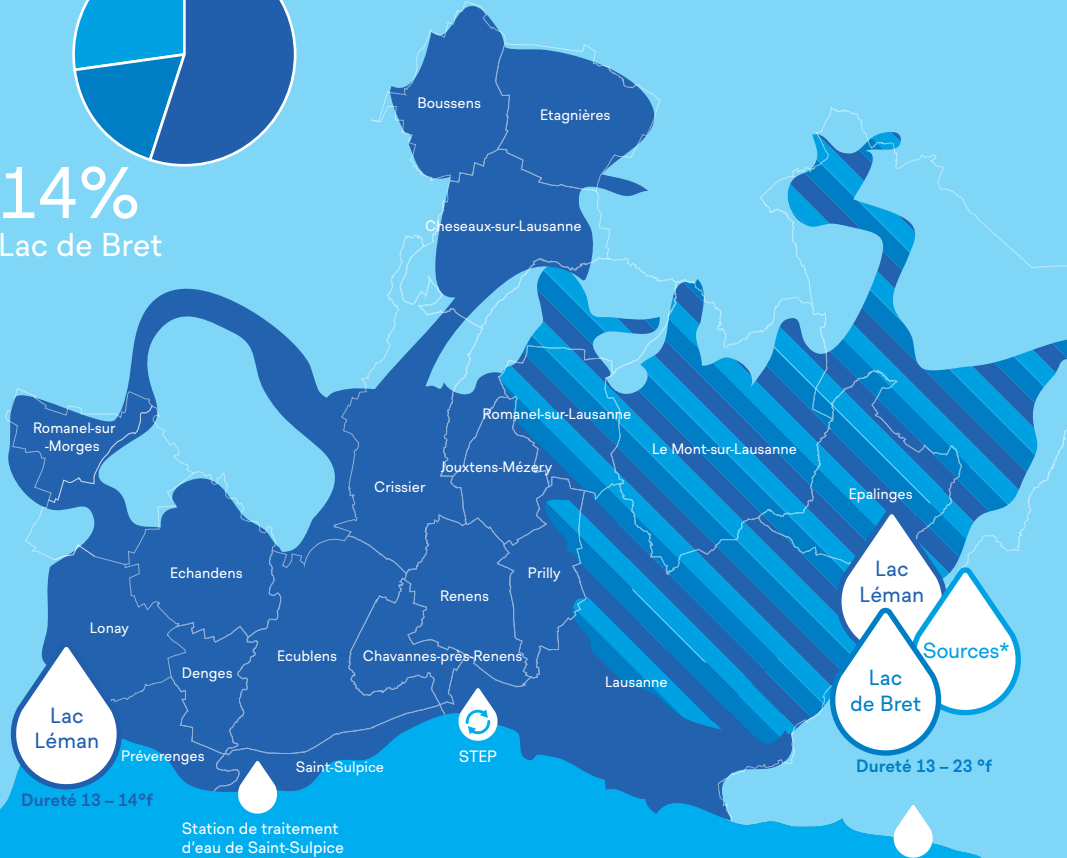 14%
Lac de Bret
Boussens
Etagnières
Cheseaux-sur-Lausanne
Romanel-sur
-Morges
Romanel-sur-Lausanne
Le Mont-sur-Lausanne
Jouxtens-Mézery
Crissier
Epalinges
Echandens
Prilly
Lac
Léman
Renens
Lonay
Ecublens
Chavannes-près-Renens
Sources*
Denges
Lausanne
Lac
de Bret
Lac
Léman
Préverenges
STEP
Saint-Sulpice
Dureté 13 – 23 °f
Dureté 13 – 14°f
Station de traitement
d'eau de Saint-Sulpice